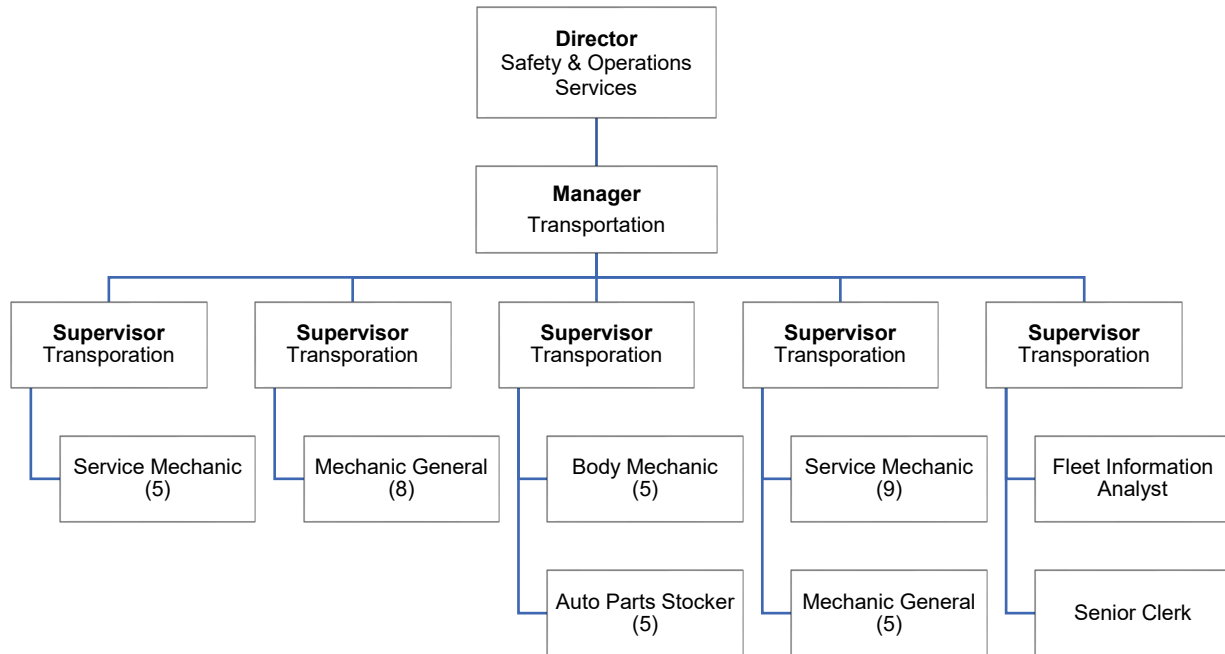 Director
Safety & Operations
Services
Manager
Transportation
Supervisor
Transporation
Supervisor
Transporation
Supervisor
Transporation
Supervisor
Transporation
Supervisor
Transporation
Service Mechanic
(5)
Mechanic General
(8)
Body Mechanic
(5)
Service Mechanic
(9)
Fleet Information
Analyst
Auto Parts Stocker
(5)
Mechanic General
(5)
Senior Clerk